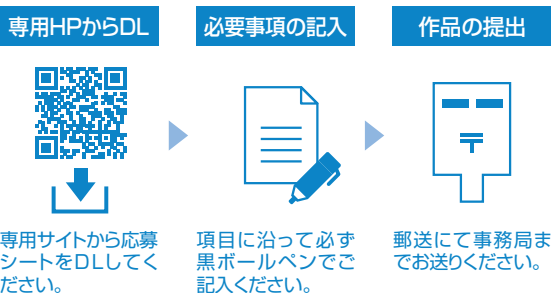 専用HPからDL
必要事項の記入
作品の提出
〒
専用サイトから応募
シートをDLしてく
ださい。
項目に沿って必ず
黒ボールペンでご
記入ください。
郵送にて事務局ま
でお送りください。